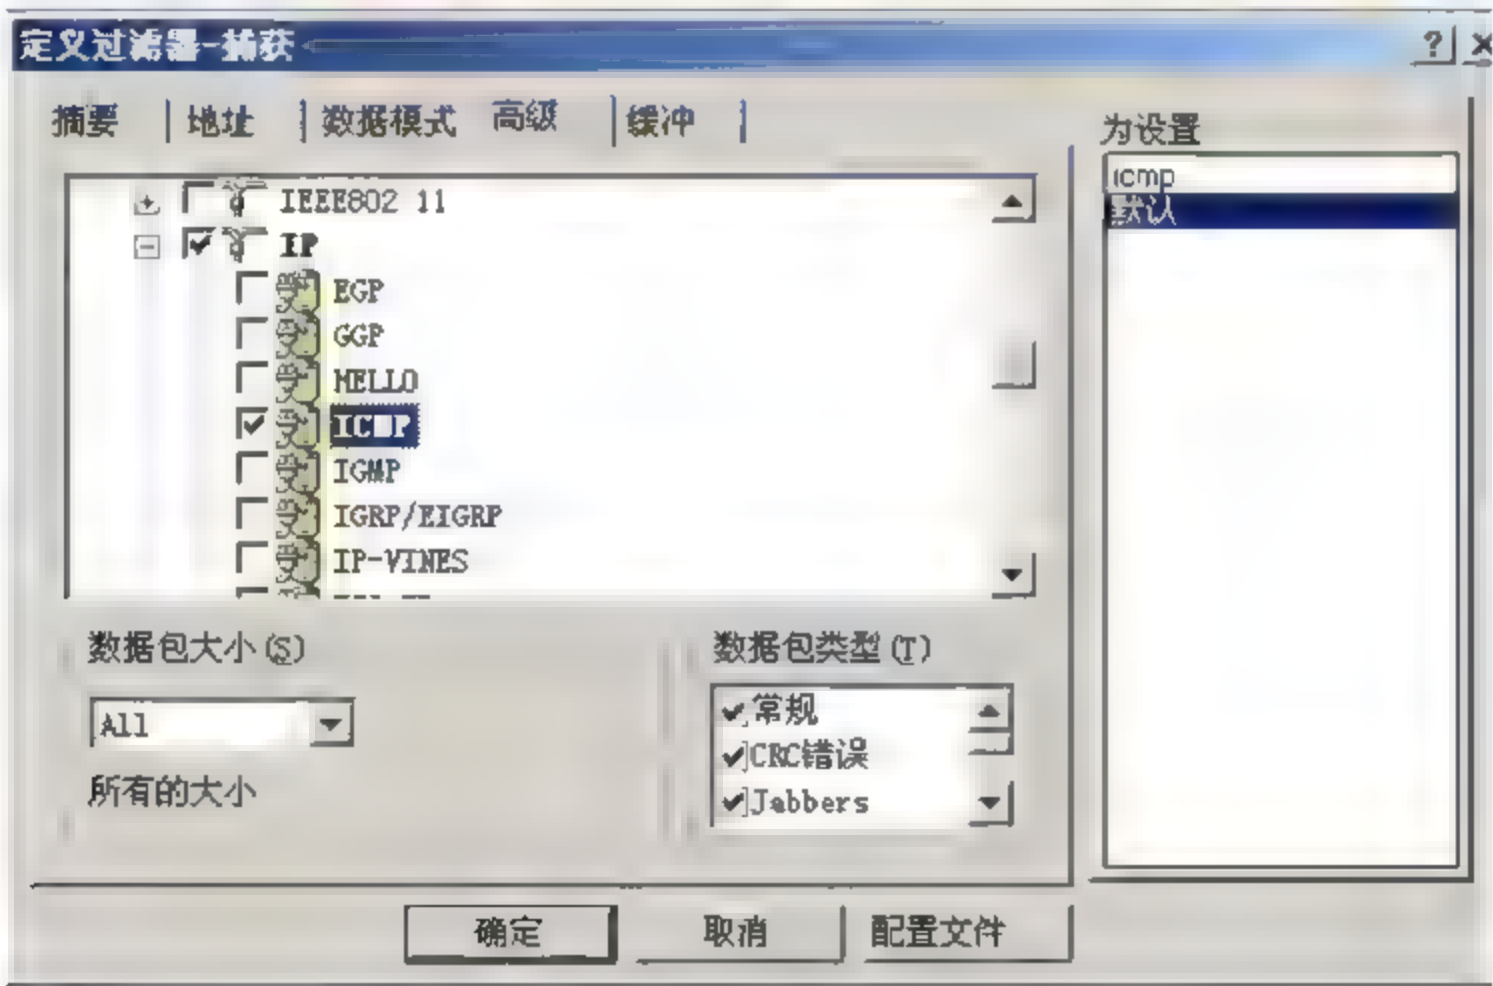 定义过滤器-捕获
摘要 地址 数据模式 高级 缓冲
为设置
icmp
默认
IEEE802 11
IP
EGP
GGP
HELLO
ICMP
IGMP
IGRP/EIGRP
IP-VINES
数据包大小(S)
All
所有的大小
数据包类型(T)
常规
CRC错误
Jabbers
确定 取消 配置文件